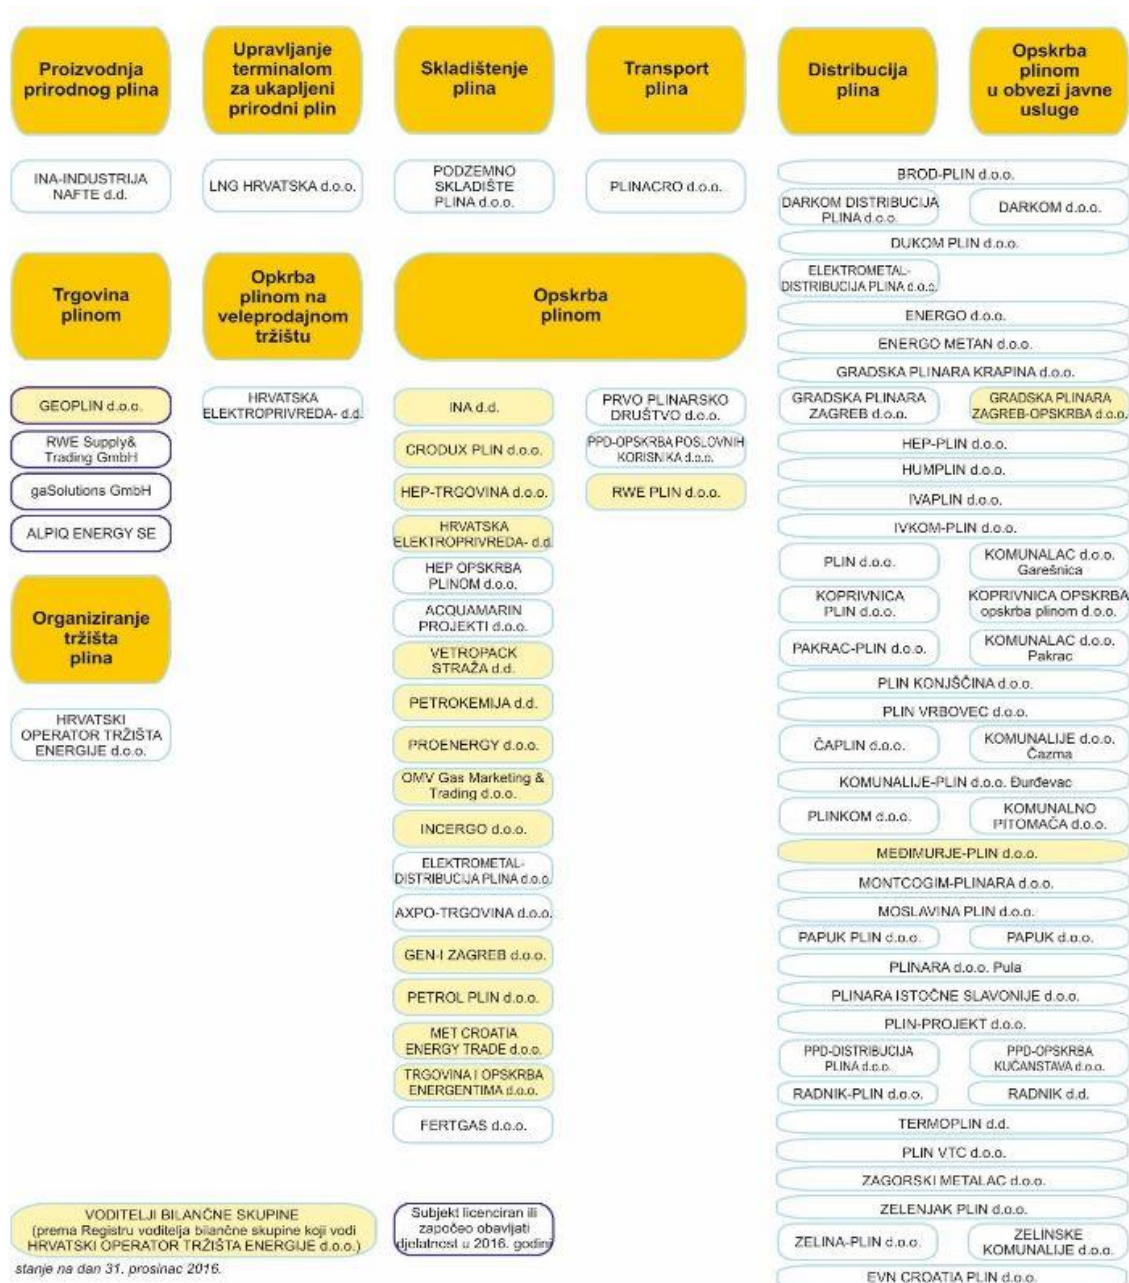 Proizvodnja
prirodnog plina
Upravljanje
terminalom
za ukapljeni
prirodni plin
Skladištenje
plina
Transport
plina
Distribucija
plina
Opskrba
plinom
u obvezi javne
usluge
INA-INDUSTRIJA
NAFTE d.d.
LNG HRVATSKA d.o.o.
PODZEMNO
SKLADIŠTE
PLINA d.o.o.
PLINACRO d.o.o.
Trgovina
plinom
Opkrba
plinom na
veleprodajnom
tržištu
Opskrba
plinom
GEOPLIN d.o.o.
RWE Supply&
Trading GmbH
gaSolutions GmbH
ALPIQ ENERGY SE
HRVATSKA
ELEKTROPRIVREDA- d.d.
Organiziranje
tržišta
plina
HRVATSKI
OPERATOR TRŽIŠTA
ENERGIJE d.o.o.
INA d.d.
CRODUX PLIN d.o.o.
HEP-TRGOVINA d.o.o.
HRVATSKA
ELEKTROPRIVREDA- d.d.
HEP OPSKRBA
PLINOM d.o.o.
ACQUAMARIN
PROJEKTI d.o.o.
VETROPACK
STRAŽA d.d.
PETROKEMIJA d.d.
PROENERGY d.o.o.
OMV Gas Marketing &
Trading d.o.o.
INCERGO d.o.o.
ELEKTROMETAL-
DISTRIBUCIJA PLINA d.o.o.
AXPO-TRGOVINA d.o.o.
GEN-I ZAGREB d.o.o.
PETROL PLIN d.o.o.
MET CROATIA
ENERGY TRADE d.o.o.
TRGOVINA I OPSKRBA
ENERGENTIMA d.o.o.
FERTGAS d.o.o.
PRVO PLINARSKO
DRUŠTVO d.o.o.
PPD-OPSKRBA POSLOVNIH
KORISNIKA d.o.o.
RWE PLIN d.o.o.
BROD-PLIN d.o.o.
DARKOM DISTRIBUCIJA
PLINA d.o.o.
DARKOM d.o.o.
DUKOM PLIN d.o.o.
ELEKTROMETAL-
DISTRIBUCIJA PLINA d.o.o.
ENERGO d.o.o.
ENERGO METAN d.o.o.
GRADSKA PLINARA KRAPINA d.o.o.
GRADSKA PLINARA
ZAGREB d.o.o.
GRADSKA PLINARA
ZAGREB-OPSKRBA d.o.o.
HEP-PLIN d.o.o.
HUMPLIN d.o.o.
IVAPLIN d.o.o.
IVKOM-PLIN d.o.o.
PLIN d.o.o.
KOMUNALAC d.o.o.
Garešnica
KOPRIVNICA
PLIN d.o.o.
KOPRIVNICA OPSKRBA
opskrba plinom d.o.o.
PAKRAC-PLIN d.o.o.
KOMUNALAC d.o.o.
Pakrac
PLIN KONJŠČINA d.o.o.
PLIN VRBOVEC d.o.o.
ČAPLIN d.o.o.
KOMUNALIJE d.o.o.
Čazma
KOMUNALIJE-PLIN d.o.o. Đurđevac
PLINKOM d.o.o.
KOMUNALNO
PITOMAČA d.o.o.
MEĐIMURJE-PLIN d.o.o.
MONTCOGIM-PLINARA d.o.o.
MOSLAVINA PLIN d.o.o.
PAPUK PLIN d.o.o.
PAPUK d.o.o.
PLINARA d.o.o. Pula
PLINARA ISTOČNE SLAVONIJE d.o.o.
PLIN-PROJEKT d.o.o.
PPD-DISTRIBUCIJA
PLINA d.o.o.
PPD-OPSKRBA
KUĆANSTAVA d.o.o.
RADNIK-PLIN d.o.o.
RADNIK d.d.
TERMOPLIN d.d.
PLIN VTC d.o.o.
ZAGORSKI METALAC d.o.o.
ZELENJAK PLIN d.o.o.
ZELINA-PLIN d.o.o.
ZELINSKE
KOMUNALIJE d.o.o.
EVN CROATIA PLIN d.o.o.
VODITELJI BILANČNE SKUPINE
(prema Registru voditelja bilančne skupine koji vodi
HRVATSKI OPERATOR TRŽIŠTA ENERGIJE d.o.o.)
Subjekt licenciran ili
započeo obavljati
djelatnost u 2016. godini
stanje na dan 31. prosinac 2016.